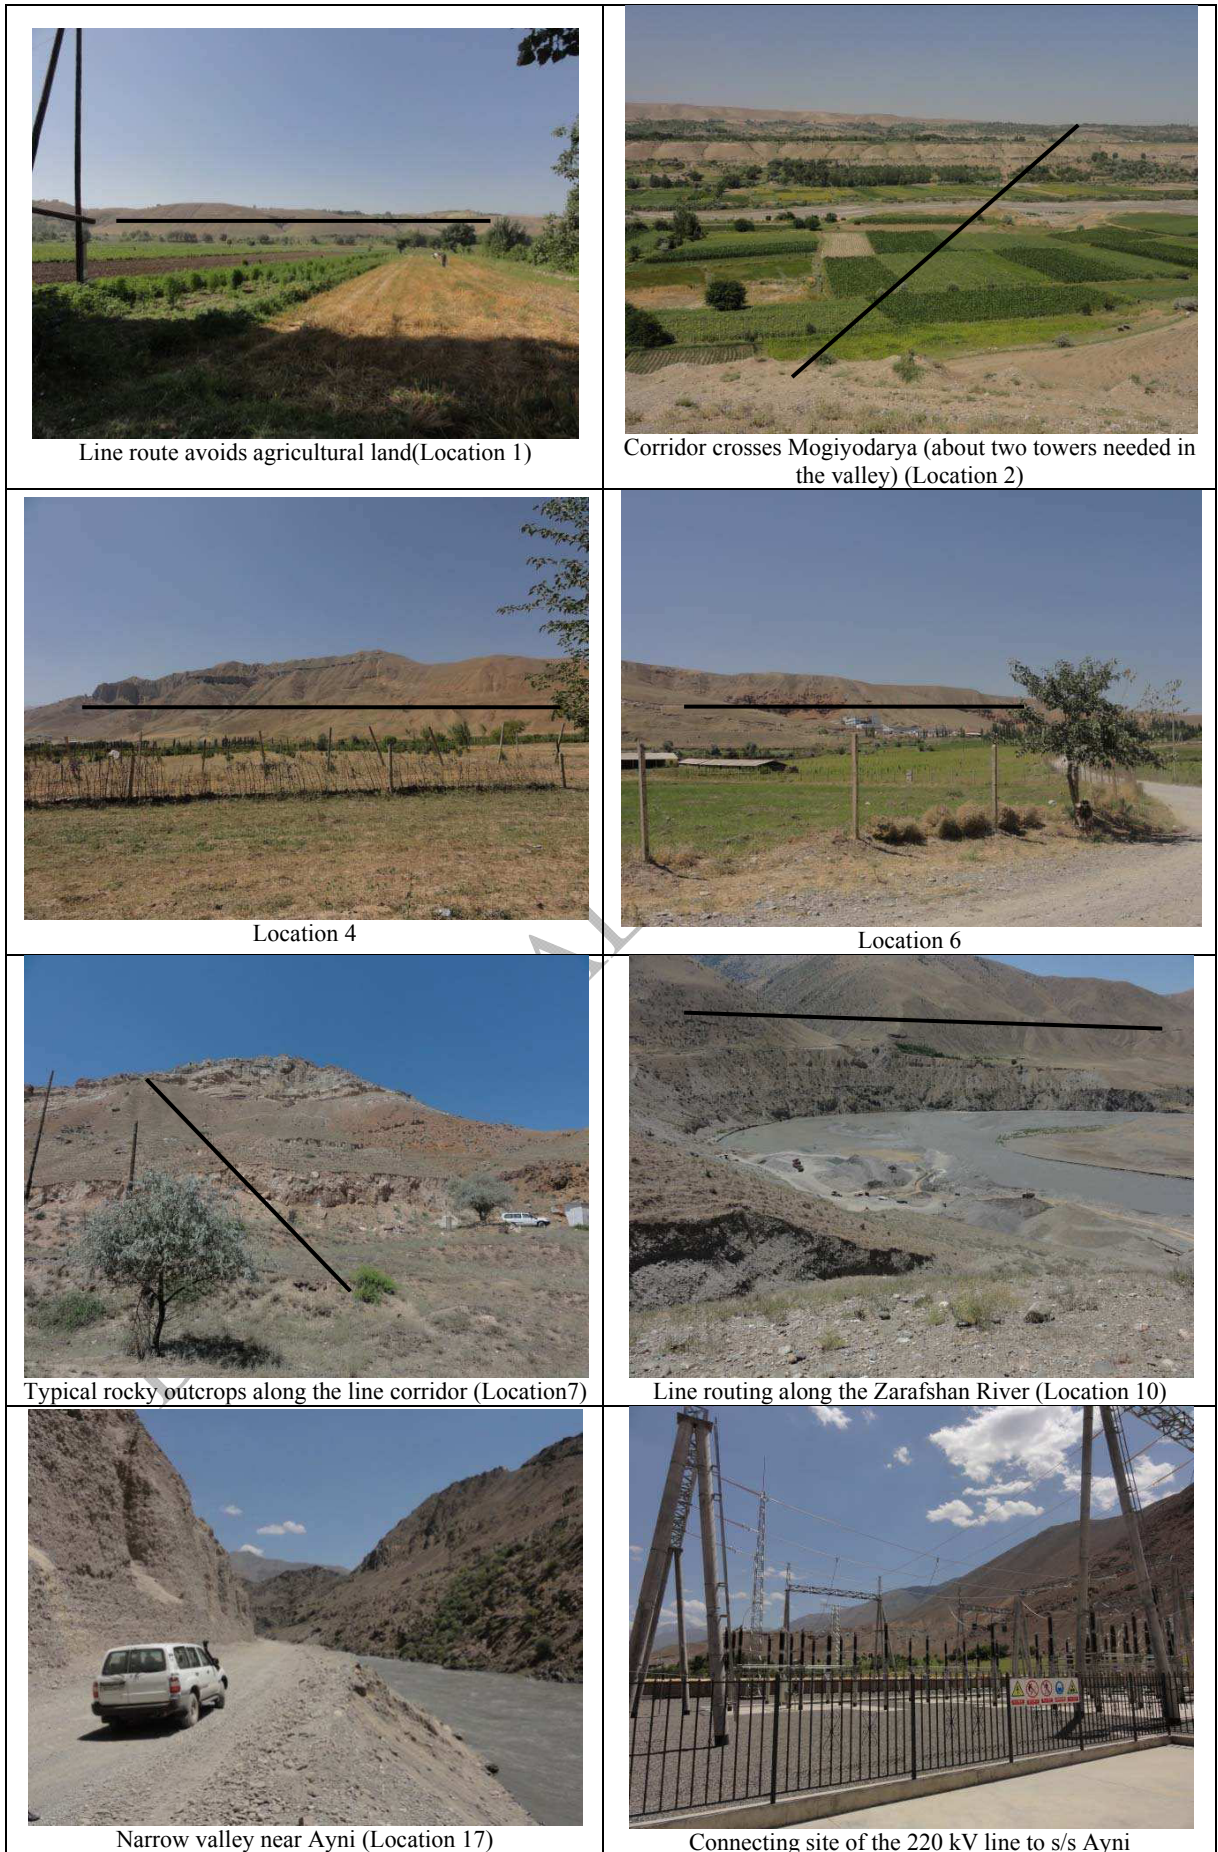 Line route avoids agricultural land(Location 1)
Corridor crosses Mogiyodarya (about two towers needed in
the valley) (Location 2)
Location 4
Location 6
Typical rocky outcrops along the line corridor (Location7)
Line routing along the Zarafshan River (Location 10)
Narrow valley near Ayni (Location 17)
Connecting site of the 220 kV line to s/s Ayni